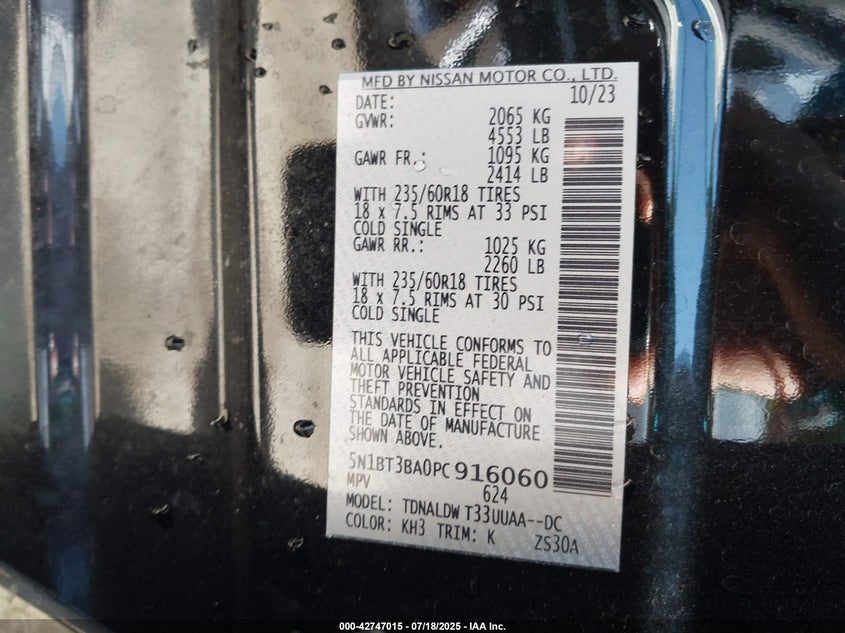 MFD BY NISSAN MOTOR CO., LTD.
DATE: 10/23
GVWR: 2065 KG
4553 LB
GAWR FR.: 1095 KG
2414 LB
WITH 235/60R18 TIRES
18 x 7.5 RIMS AT 33 PSI
COLD SINGLE
GAWR RR.: 1025 KG
2260 LB
WITH 235/60R18 TIRES
18 x 7.5 RIMS AT 30 PSI
COLD SINGLE
THIS VEHICLE CONFORMS TO
ALL APPLICABLE FEDERAL
MOTOR VEHICLE SAFETY AND
THEFT PREVENTION
STANDARDS IN EFFECT ON
THE DATE OF MANUFACTURE
SHOWN ABOVE.
5N1BT3BA0PC916060
MPV 624
MODEL: TDNALDW T33UUAA--DC
COLOR: KH3 TRIM: K ZS30A
000-42747015 - 07/18/2025 - IAA Inc.